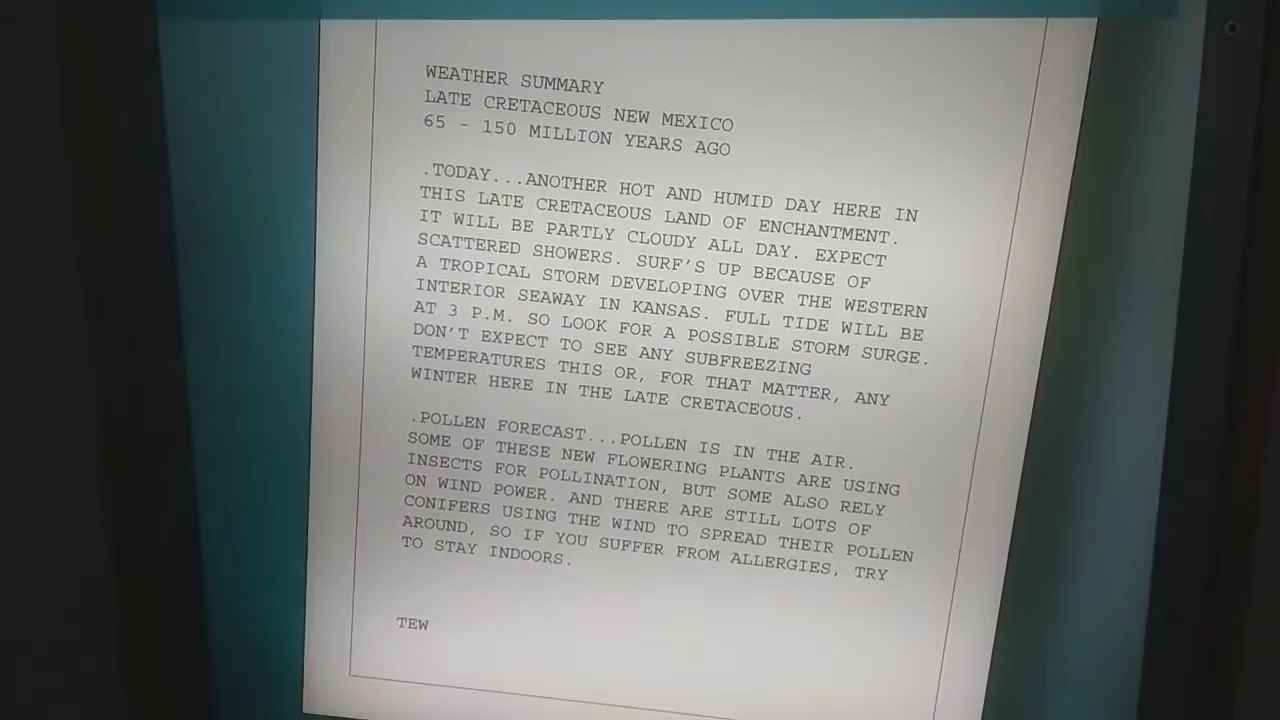 WEATHER SUMMARY
LATE CRETACEOUS NEW MEXICO
65 - 150 MILLION YEARS AGO
.TODAY...ANOTHER HOT AND HUMID DAY HERE IN
THIS LATE CRETACEOUS LAND OF ENCHANTMENT.
IT WILL BE PARTLY CLOUDY ALL DAY. EXPECT
SCATTERED SHOWERS. SURF'S UP BECAUSE OF
A TROPICAL STORM DEVELOPING OVER THE WESTERN
INTERIOR SEAWAY IN KANSAS. FULL TIDE WILL BE
AT 3 P.M. SO LOOK FOR A POSSIBLE STORM SURGE.
DON'T EXPECT TO SEE ANY SUBFREEZING
TEMPERATURES THIS OR, FOR THAT MATTER, ANY
WINTER HERE IN THE LATE CRETACEOUS.
.POLLEN FORECAST...POLLEN IS IN THE AIR.
SOME OF THESE NEW FLOWERING PLANTS ARE USING
INSECTS FOR POLLINATION, BUT SOME ALSO RELY
ON WIND POWER. AND THERE ARE STILL LOTS OF
CONIFERS USING THE WIND TO SPREAD THEIR POLLEN
AROUND, SO IF YOU SUFFER FROM ALLERGIES, TRY
TO STAY INDOORS.
TEW